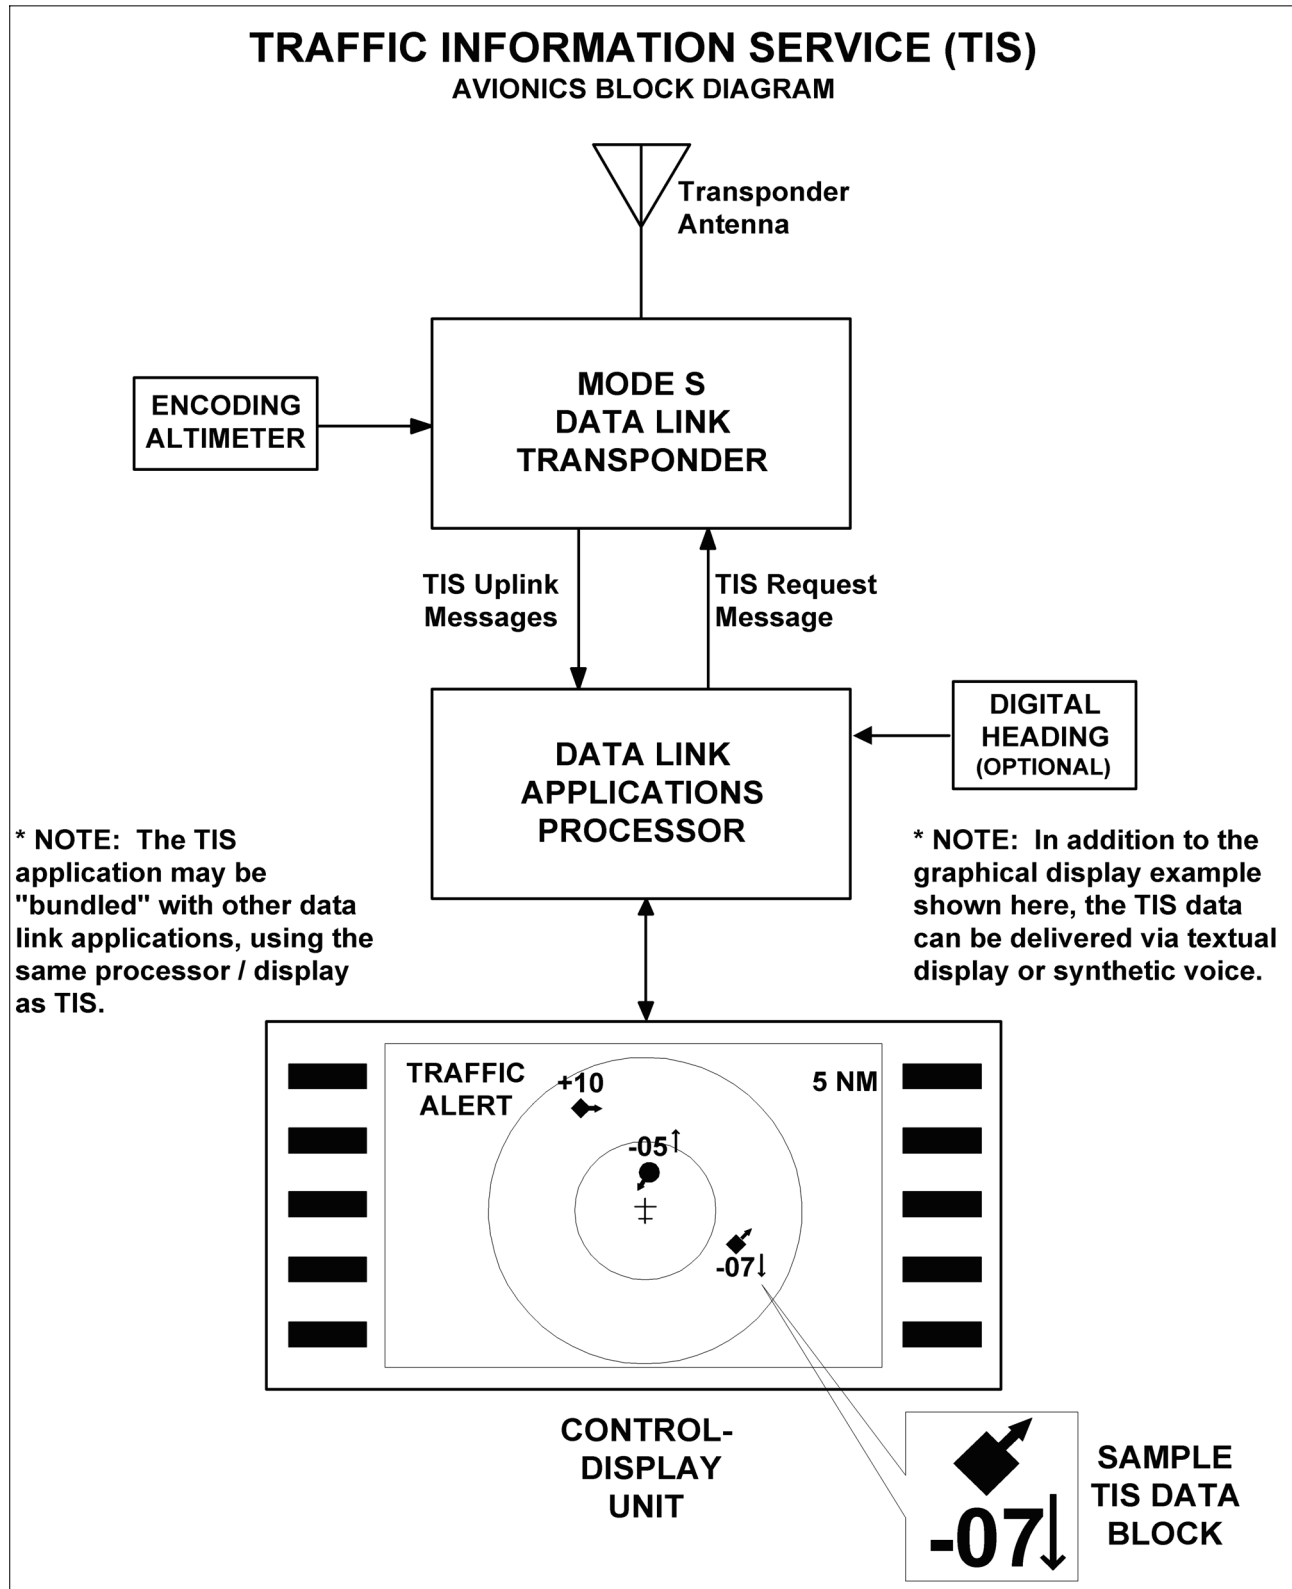 TRAFFIC INFORMATION SERVICE (TIS)
AVIONICS BLOCK DIAGRAM
Transponder
Antenna
MODE S
DATA LINK
TRANSPONDER
ENCODING
ALTIMETER
TIS Uplink
Messages
TIS Request
Message
DATA LINK
APPLICATIONS
PROCESSOR
DIGITAL
HEADING
(OPTIONAL)
* NOTE: The TIS
application may be
"bundled" with other data
link applications, using the
same processor / display
as TIS.
* NOTE: In addition to the
graphical display example
shown here, the TIS data
can be delivered via textual
display or synthetic voice.
TRAFFIC
ALERT
+10
5 NM
-05↑
-07↓
CONTROL-
DISPLAY
UNIT
-07↓
SAMPLE
TIS DATA
BLOCK